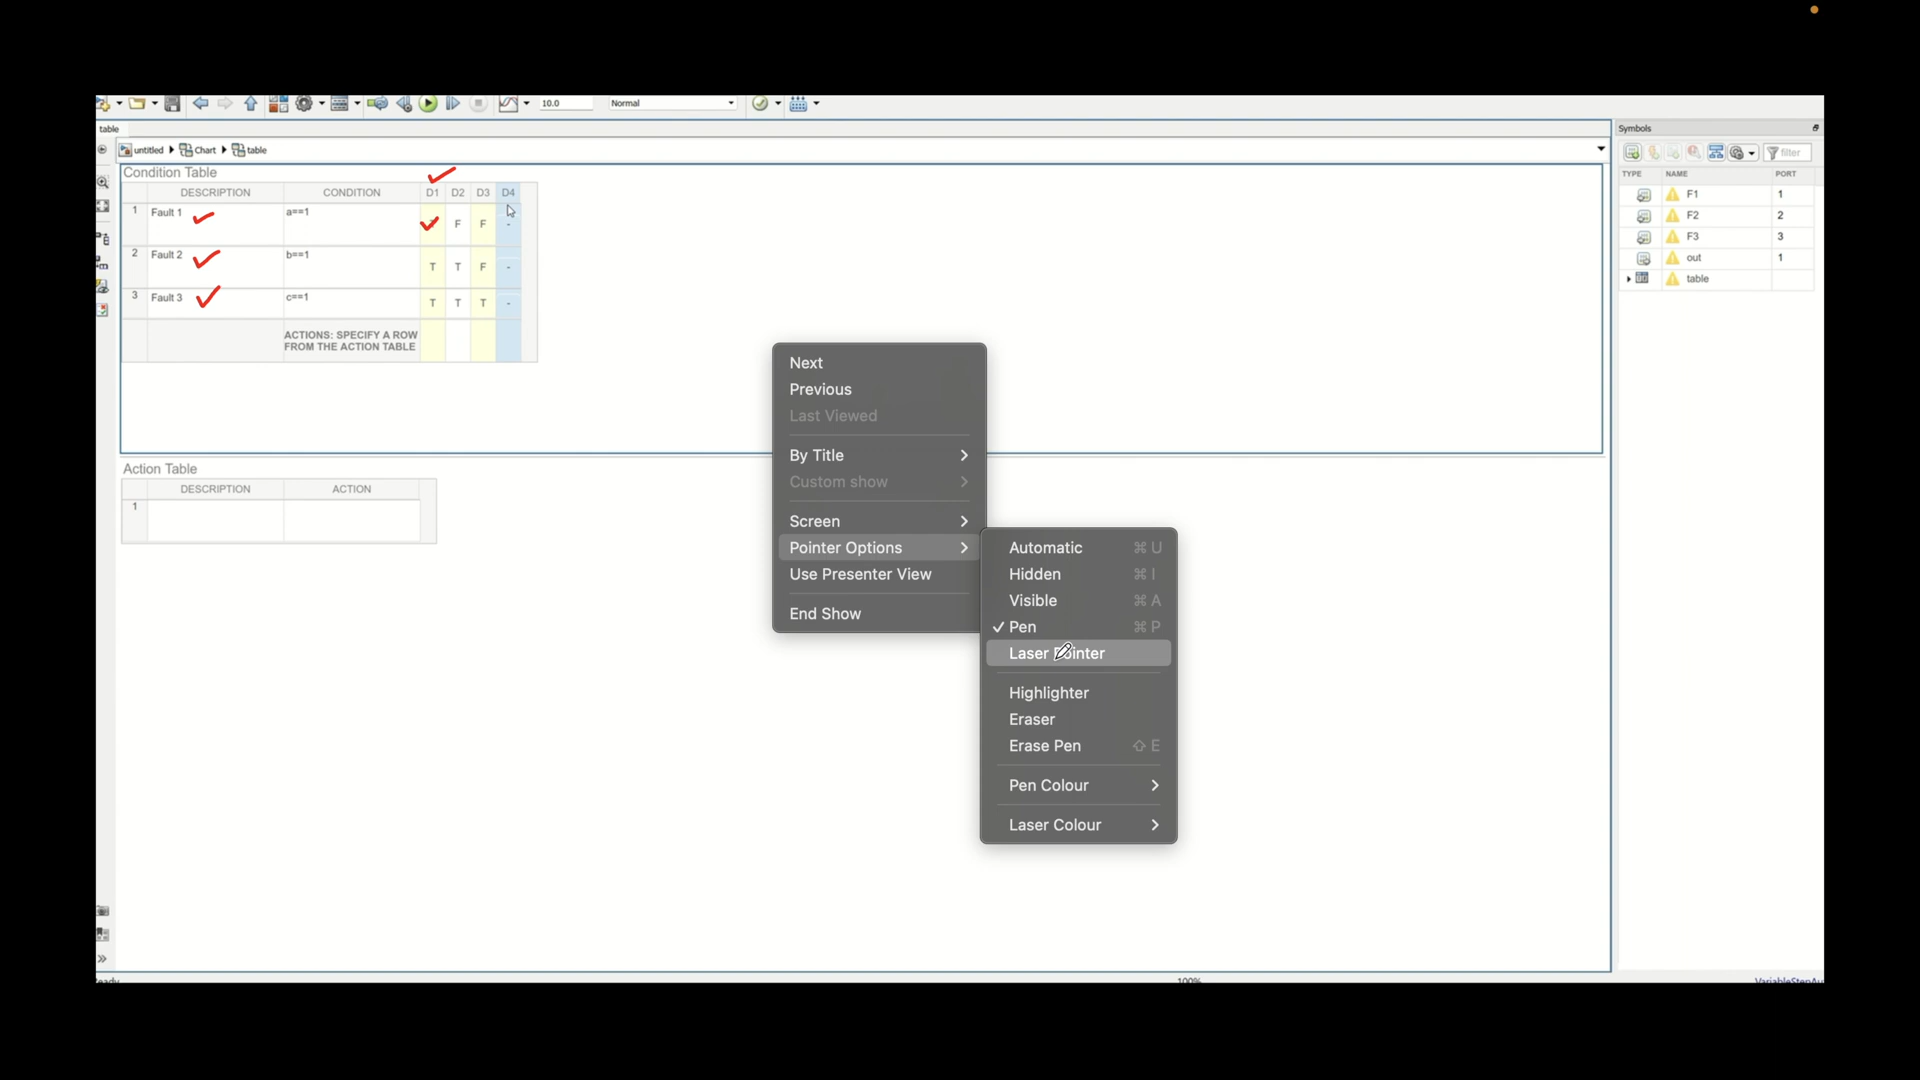 10.0
Normal
table
Symbols
untitled Chart table
filter
Condition Table
TYPE NAME PORT
DESCRIPTION CONDITION D1 D2 D3 D4
F1 1
1 Fault 1 a==1 F F -
F2 2
F3 3
2 Fault 2 b==1 T T F -
out 1
table
3 Fault 3 c==1 T T T -
ACTIONS: SPECIFY A ROW
FROM THE ACTION TABLE
Next
Previous
Last Viewed
By Title
Custom show
Screen
Pointer Options
Use Presenter View
End Show
Action Table
DESCRIPTION ACTION
1
Automatic ⌘ U
Hidden ⌘ I
Visible ⌘ A
✓ Pen ⌘ P
Laser Pointer
Highlighter
Eraser
Erase Pen ⇧ E
Pen Colour
Laser Colour
100%